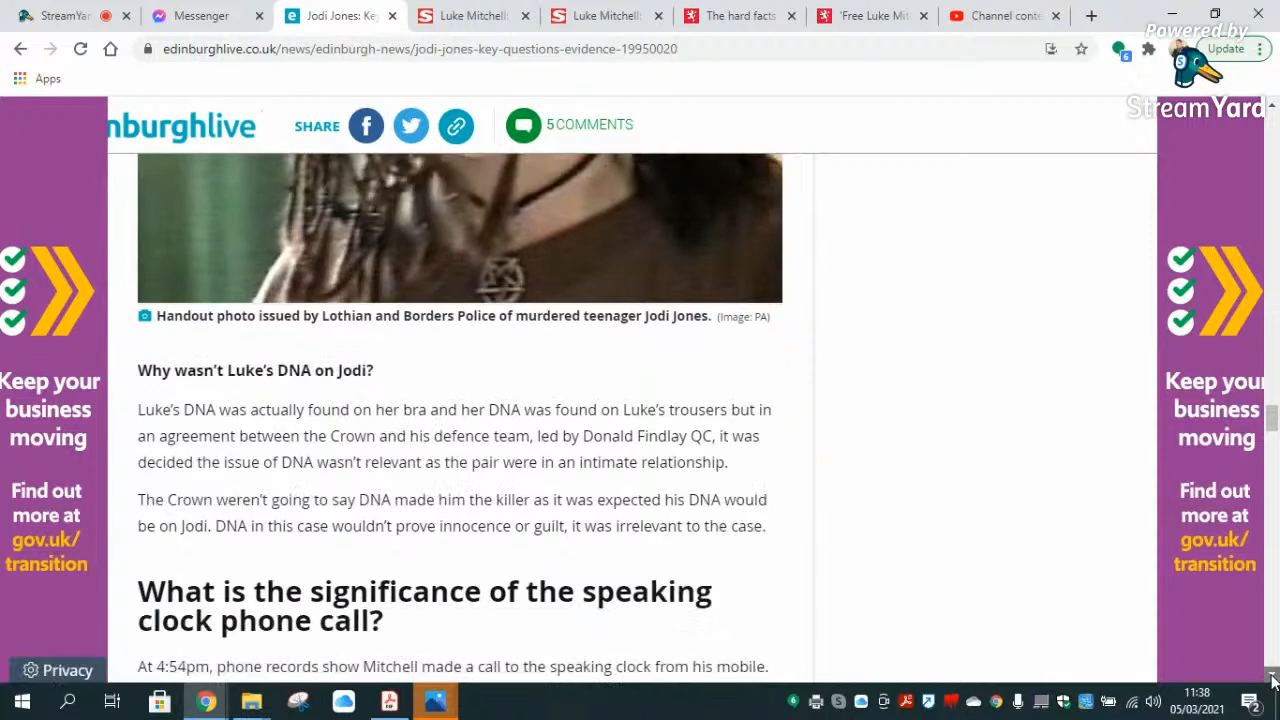 StreamYard
Messenger
Jodi Jones: Key
Luke Mitchell
Luke Mitchell:
The hard facts
'Free Luke Mit
Channel conte
edinburghlive.co.uk/news/edinburgh-news/jodi-jones-key-questions-evidence-19950020
6
Update
Powered by
StreamYard
Apps
nburghlive
SHARE
5 COMMENTS
Handout photo issued by Lothian and Borders Police of murdered teenager Jodi Jones. (Image: PA)
Why wasn't Luke's DNA on Jodi?
Luke's DNA was actually found on her bra and her DNA was found on Luke's trousers but in
an agreement between the Crown and his defence team, led by Donald Findlay QC, it was
decided the issue of DNA wasn't relevant as the pair were in an intimate relationship.
The Crown weren't going to say DNA made him the killer as it was expected his DNA would
be on Jodi. DNA in this case wouldn't prove innocence or guilt, it was irrelevant to the case.
What is the significance of the speaking
clock phone call?
At 4:54pm, phone records show Mitchell made a call to the speaking clock from his mobile.
Keep your
business
moving
Find out
more at
gov.uk/
transition
Keep your
business
moving
Find out
more at
gov.uk/
transition
Privacy
11:38
05/03/2021
2